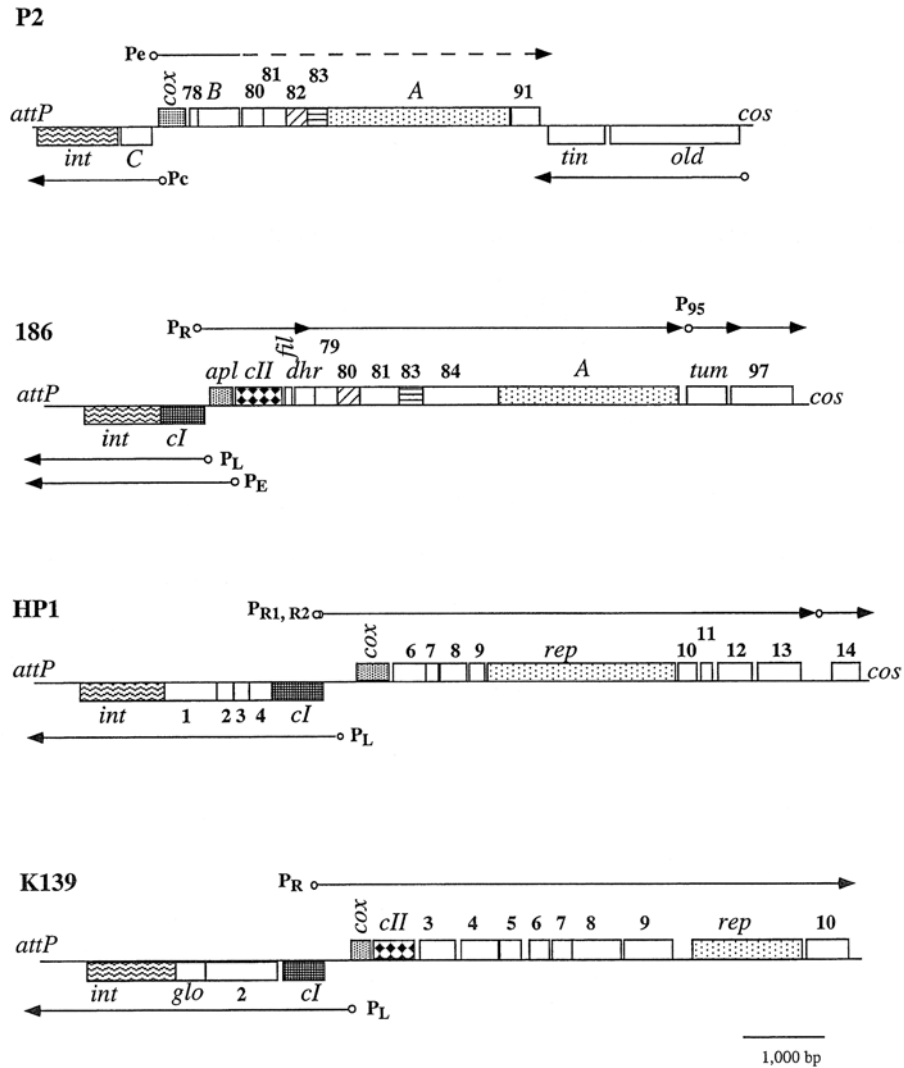 P2
Pe
cox 78 B 80 81 82 83 A 91
attP cos
int C tin old
Pc
186
PR P95
apl cII fil dhr 79 80 81 83 84 A tum 97
attP cos
int cI
PL
PE
HP1
PR1, R2
cox 6 7 8 9 rep 10 11 12 13 14
attP cos
int 1 2 3 4 cI
PL
K139
PR
cox cII 3 4 5 6 7 8 9 rep 10
attP
int glo 2 cI
PL
1,000 bp